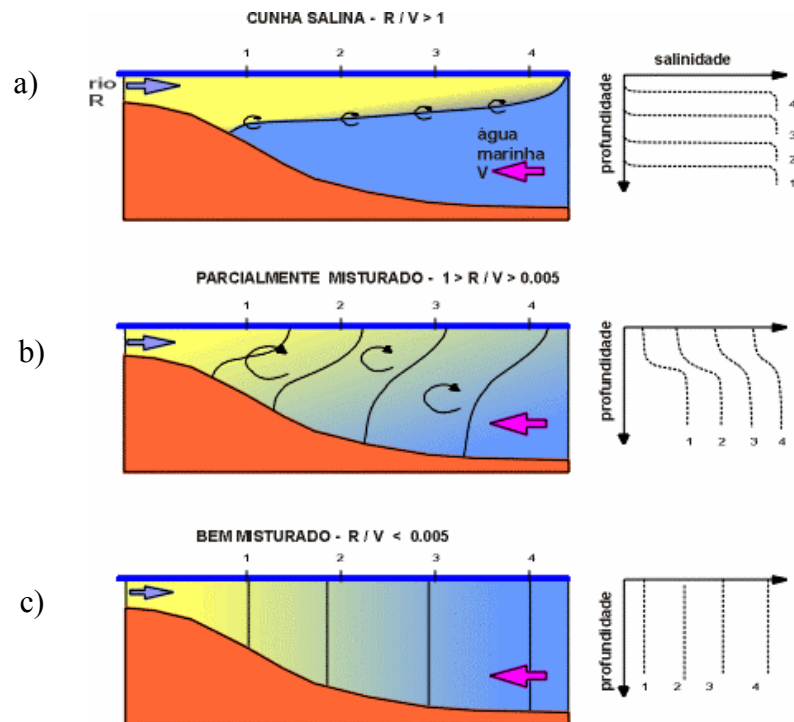 CUNHA SALINA - R / V > 1
1 2 3 4
a)
rio
R
água
marinha
V
salinidade
profundidade
4
3
2
1
PARCIALMENTE MISTURADO - 1 > R / V > 0.005
1 2 3 4
b)
profundidade
1 2 3 4
BEM MISTURADO - R / V < 0.005
1 2 3 4
c)
profundidade
1 2 3 4